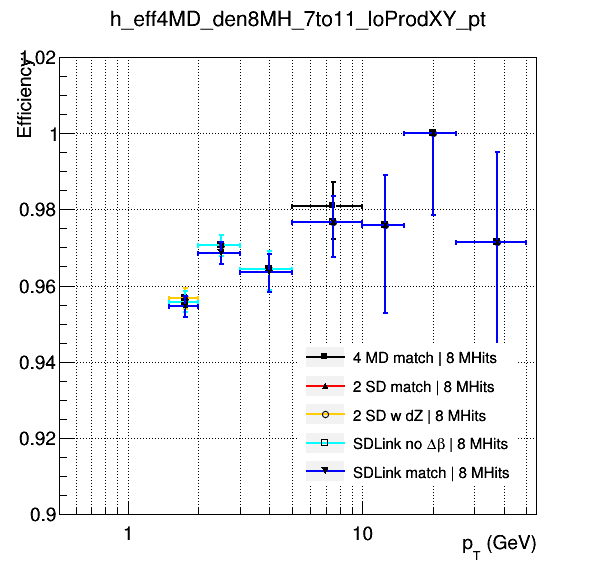 h_eff4MD_den8MH_7to11_loProdXY_pt
Efficiency
1.02
1
0.98
0.96
0.94
0.92
0.9
4 MD match | 8 MHits
2 SD match | 8 MHits
2 SD w dZ | 8 MHits
SDLink no Δβ | 8 MHits
SDLink match | 8 MHits
1
10
p_T (GeV)